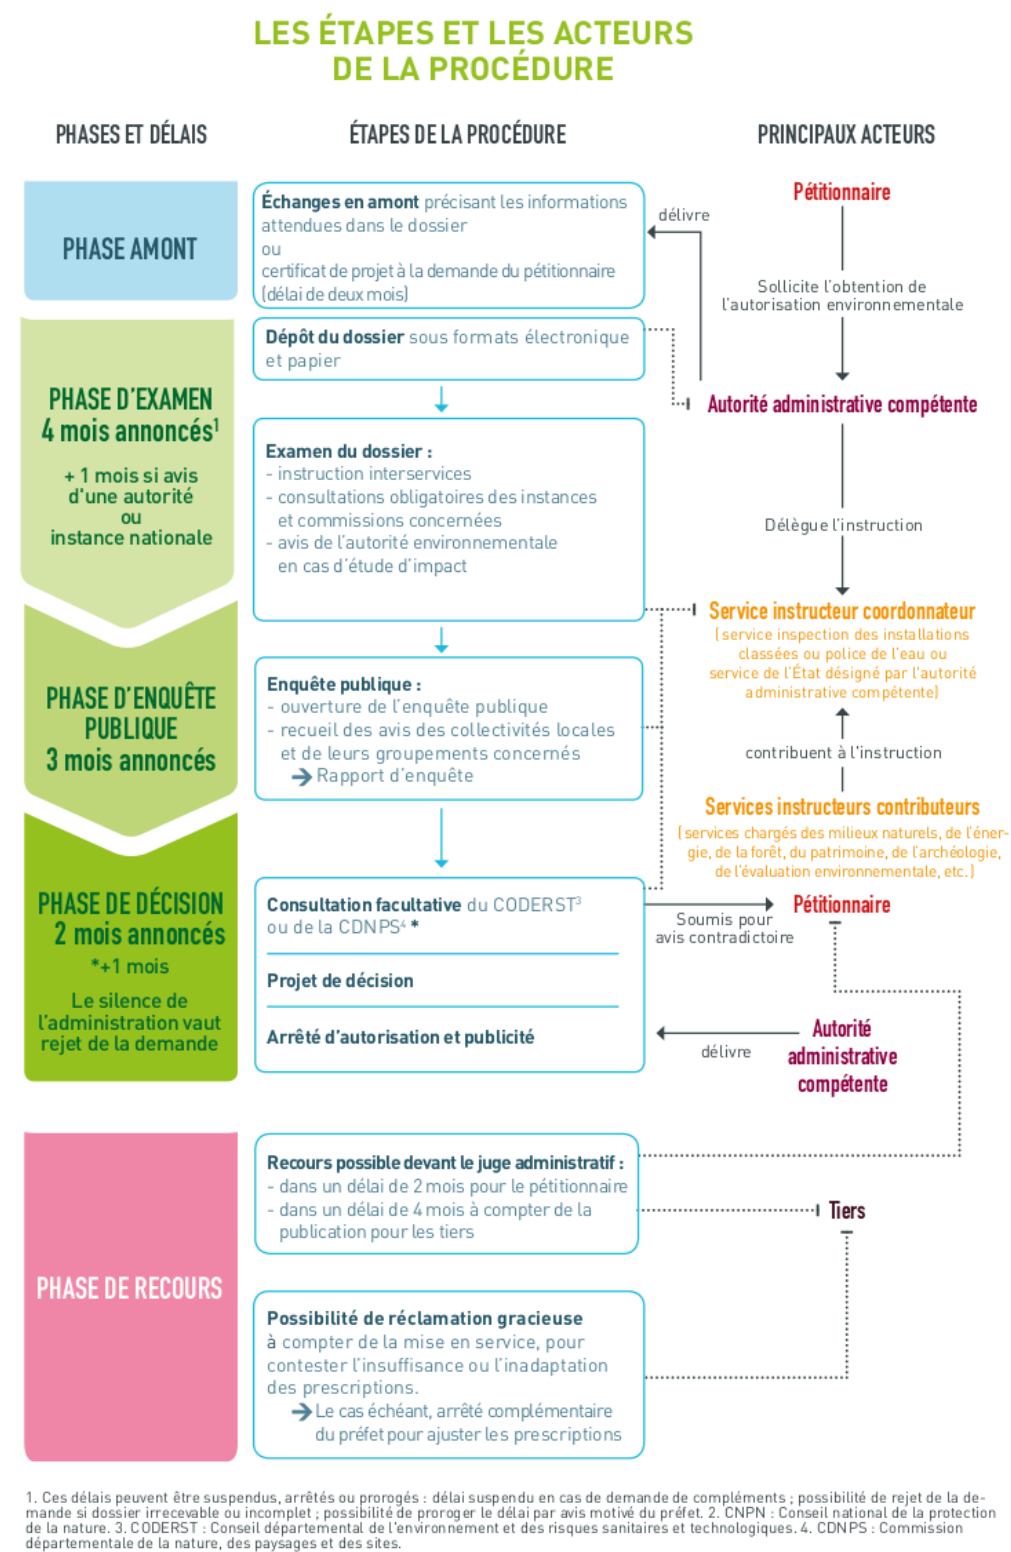 LES ÉTAPES ET LES ACTEURS
DE LA PROCÉDURE
PHASES ET DÉLAIS
ÉTAPES DE LA PROCÉDURE
PRINCIPAUX ACTEURS
PHASE AMONT
Échanges en amont précisant les informations
attendues dans le dossier
ou
certificat de projet à la demande du pétitionnaire
(délai de deux mois)
délivre
Pétitionnaire
Sollicite l'obtention de
l'autorisation environnementale
Dépôt du dossier sous formats électronique
et papier
Autorité administrative compétente
PHASE D'EXAMEN
4 mois annoncés1
+ 1 mois si avis
d'une autorité
ou
instance nationale
Examen du dossier :
- instruction interservices
- consultations obligatoires des instances
et commissions concernées
- avis de l'autorité environnementale
en cas d'étude d'impact
Délègue l'instruction
Service instructeur coordonnateur
(service inspection des installations
classées ou police de l'eau ou
service de l'État désigné par l'autorité
administrative compétente)
PHASE D'ENQUÊTE
PUBLIQUE
3 mois annoncés
Enquête publique :
- ouverture de l'enquête publique
- recueil des avis des collectivités locales
et de leurs groupements concernés
➔ Rapport d'enquête
contribuent à l'instruction
Services instructeurs contributeurs
(services chargés des milieux naturels, de l'éner-
gie, de la forêt, du patrimoine, de l'archéologie,
de l'évaluation environnementale, etc.)
PHASE DE DÉCISION
2 mois annoncés
*+1 mois
Le silence de
l'administration vaut
rejet de la demande
Consultation facultative du CODERST3
ou de la CDNPS4 *
Projet de décision
Arrêté d'autorisation et publicité
Soumis pour
avis contradictoire
Pétitionnaire
délivre
Autorité
administrative
compétente
PHASE DE RECOURS
Recours possible devant le juge administratif :
- dans un délai de 2 mois pour le pétitionnaire
- dans un délai de 4 mois à compter de la
publication pour les tiers
Tiers
Possibilité de réclamation gracieuse
à compter de la mise en service, pour
contester l'insuffisance ou l'inadaptation
des prescriptions.
➔ Le cas échéant, arrêté complémentaire
du préfet pour ajuster les prescriptions
1. Ces délais peuvent être suspendus, arrêtés ou prorogés : délai suspendu en cas de demande de compléments ; possibilité de rejet de la de-
mande si dossier irrecevable ou incomplet ; possibilité de proroger le délai par avis motivé du préfet. 2. CNPN : Conseil national de la protection
de la nature. 3. CODERST : Conseil départemental de l'environnement et des risques sanitaires et technologiques. 4. CDNPS : Commission
départementale de la nature, des paysages et des sites.